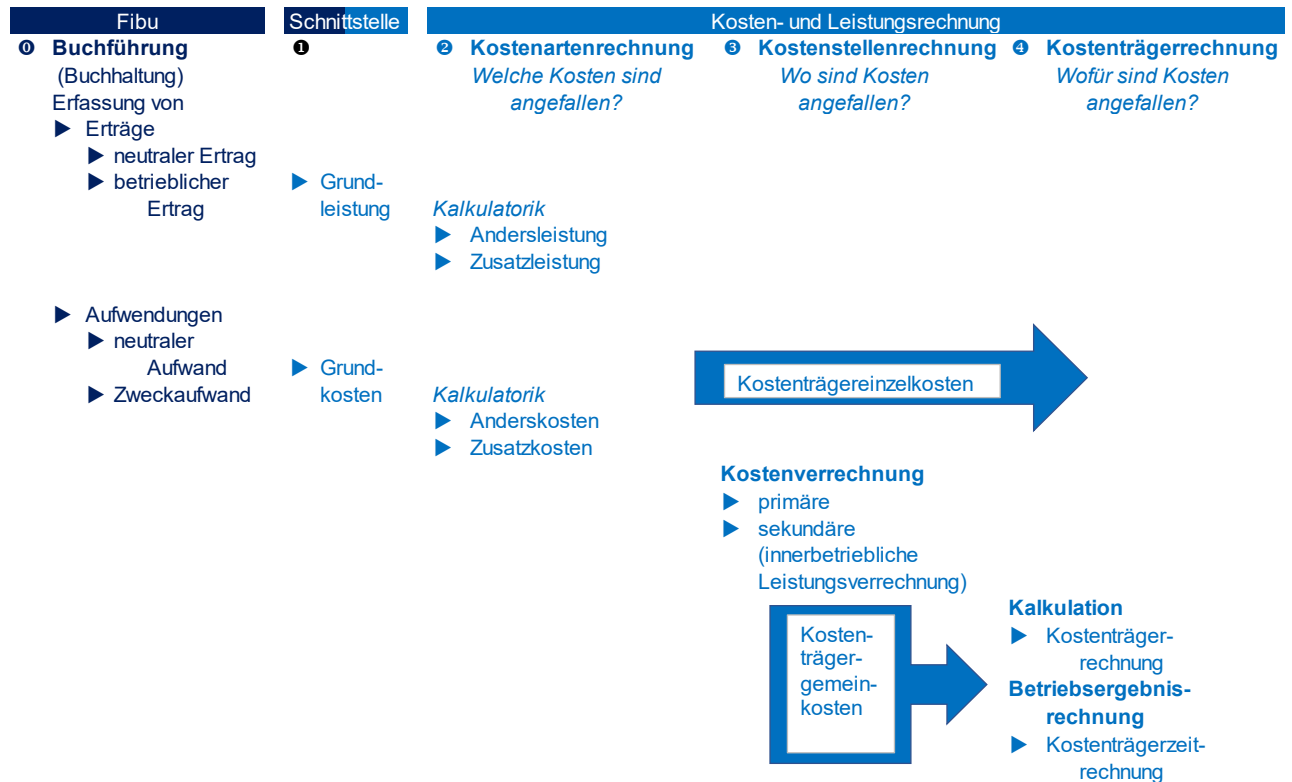 Fibu
Schnittstelle
Kosten- und Leistungsrechnung
⓿ Buchführung
(Buchhaltung)
Erfassung von
▶ Erträge
▶ neutraler Ertrag
▶ betrieblicher
Ertrag
▶ Aufwendungen
▶ neutraler
Aufwand
▶ Zweckaufwand
❶
▶ Grund-
leistung
▶ Grund-
kosten
❷ Kostenartenrechnung
Welche Kosten sind
angefallen?
Kalkulatorik
▶ Andersleistung
▶ Zusatzleistung
Kalkulatorik
▶ Anderskosten
▶ Zusatzkosten
❸ Kostenstellenrechnung
Wo sind Kosten
angefallen?
Kostenträgereinzelkosten
Kostenverrechnung
▶ primäre
▶ sekundäre
(innerbetriebliche
Leistungsverrechnung)
Kosten-
träger-
gemein-
kosten
❹ Kostenträgerrechnung
Wofür sind Kosten
angefallen?
Kalkulation
▶ Kostenträger-
rechnung
Betriebsergebnis-
rechnung
▶ Kostenträgerzeit-
rechnung